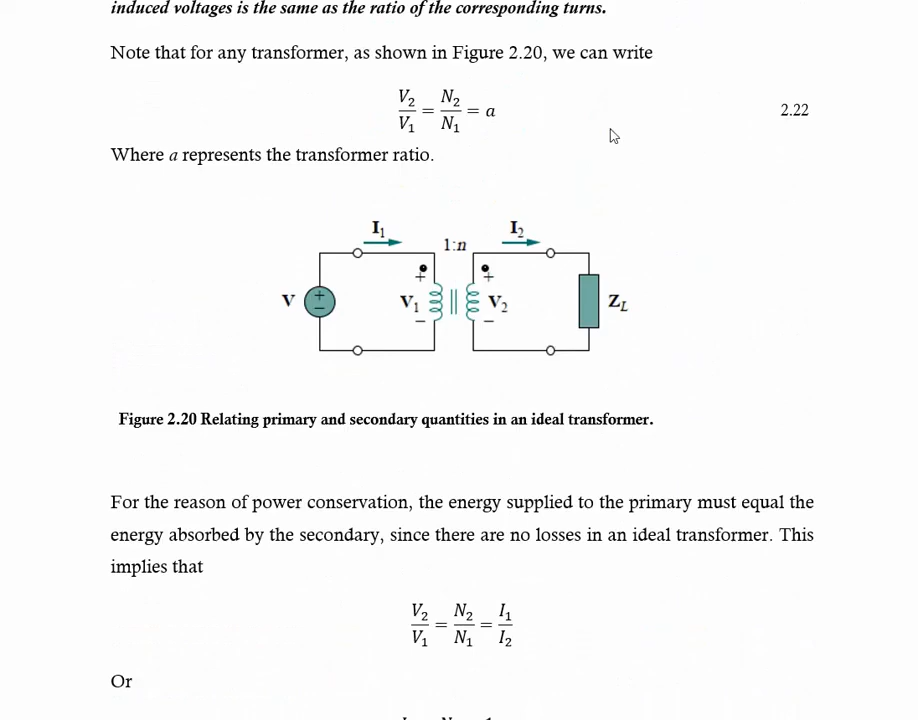 induced voltages is the same as the ratio of the corresponding turns.
Note that for any transformer, as shown in Figure 2.20, we can write
V₂/V₁ = N₂/N₁ = a 2.22
Where a represents the transformer ratio.
I₁ I₂
1:n
+ +
V + − V₁ V₂ Z_L
− −
Figure 2.20 Relating primary and secondary quantities in an ideal transformer.
For the reason of power conservation, the energy supplied to the primary must equal the
energy absorbed by the secondary, since there are no losses in an ideal transformer. This
implies that
V₂/V₁ = N₂/N₁ = I₁/I₂
Or